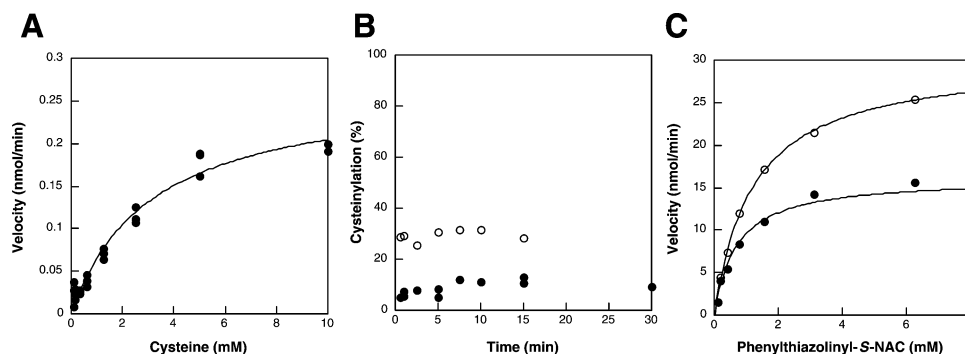 A
B
C
Velocity (nmol/min)
0.3
0.25
0.2
0.15
0.1
0.05
0
0 2 4 6 8 10
Cysteine (mM)
Cysteinylation (%)
100
80
60
40
20
0
0 5 10 15 20 25 30
Time (min)
Velocity (nmol/min)
30
25
20
15
10
5
0
0 2 4 6
Phenylthiazolinyl-S-NAC (mM)